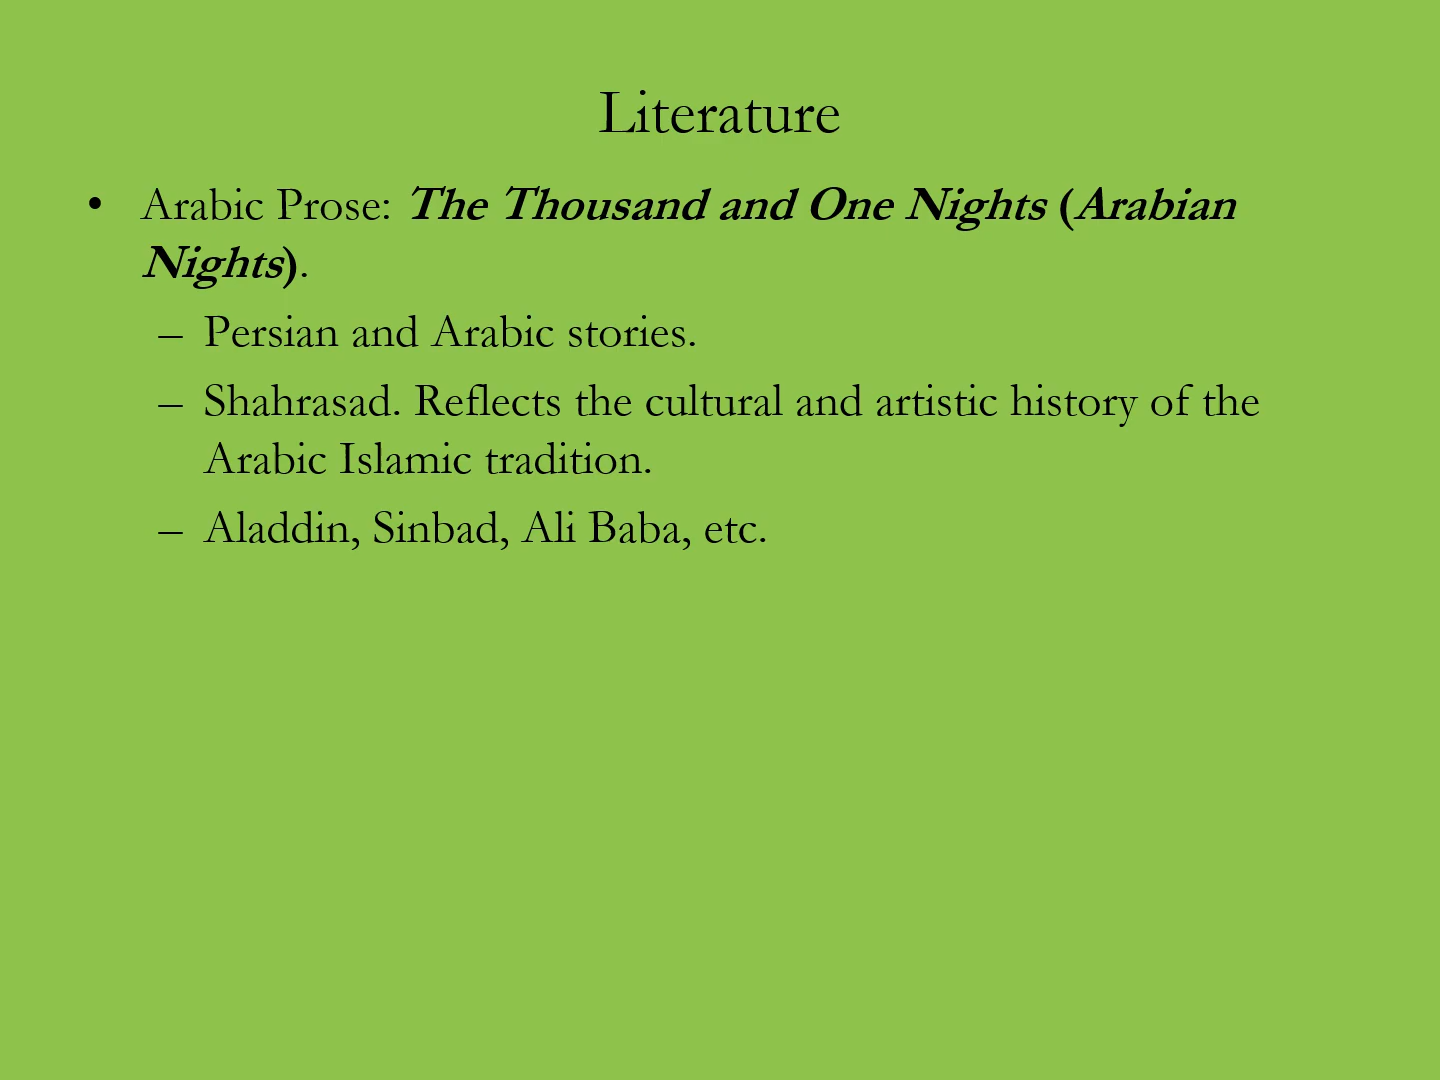 Literature
• Arabic Prose: The Thousand and One Nights (Arabian
Nights).
– Persian and Arabic stories.
– Shahrasad. Reflects the cultural and artistic history of the
Arabic Islamic tradition.
– Aladdin, Sinbad, Ali Baba, etc.